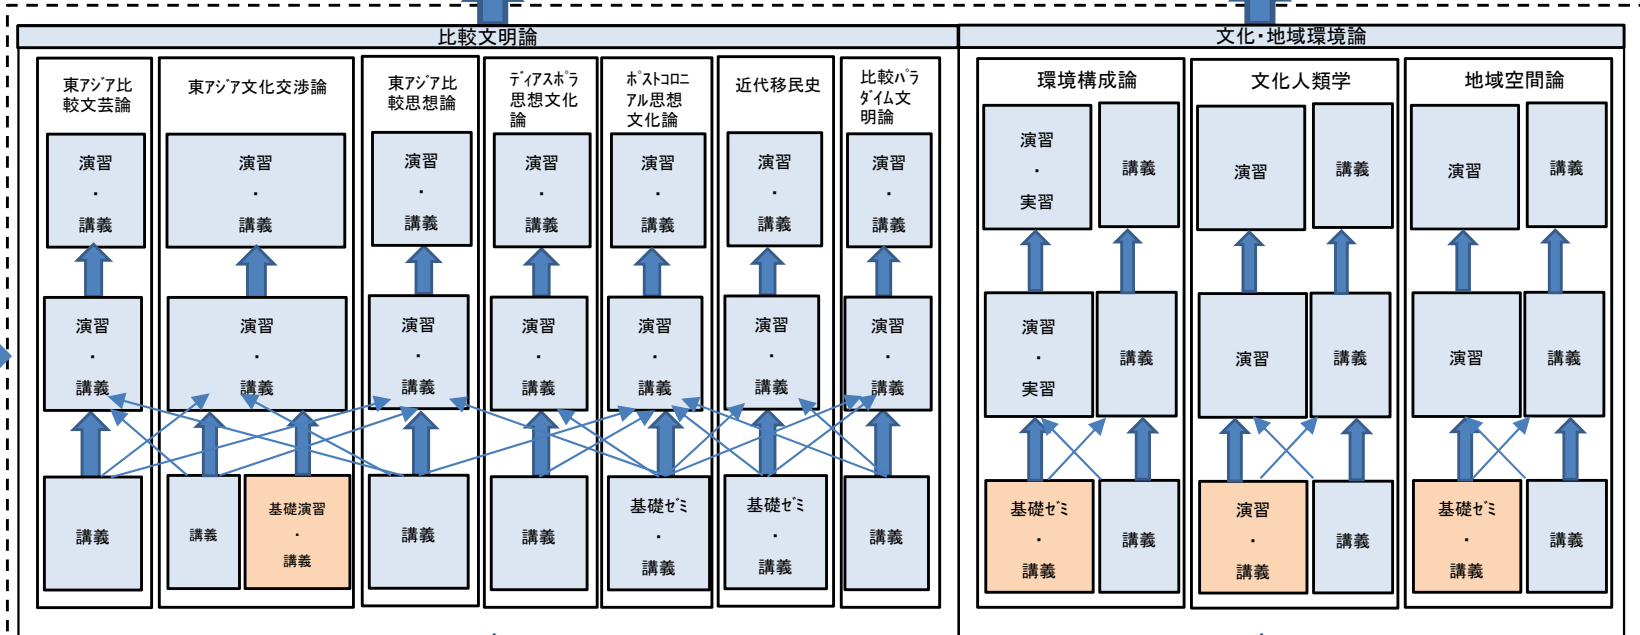 比較文明論
文化・地域環境論
東アジア比
較文芸論
東アジア文化交渉論
東アジア比
較思想論
ディアスポラ
思想文化
論
ポストコロニ
アル思想
文化論
近代移民史
比較パラ
ダイム文
明論
環境構成論
文化人類学
地域空間論
演習
・
講義
演習
・
講義
演習
・
講義
演習
・
講義
演習
・
講義
演習
・
講義
演習
・
講義
演習
・
実習
講義
演習
講義
演習
講義
演習
・
講義
演習
・
講義
演習
・
講義
演習
・
講義
演習
・
講義
演習
・
講義
演習
・
講義
演習
・
実習
講義
演習
講義
演習
講義
講義
講義
基礎演習
・
講義
講義
講義
基礎ゼミ
・
講義
基礎ゼミ
・
講義
講義
基礎ゼミ
・
講義
講義
演習
・
講義
講義
基礎ゼミ
・
講義
講義